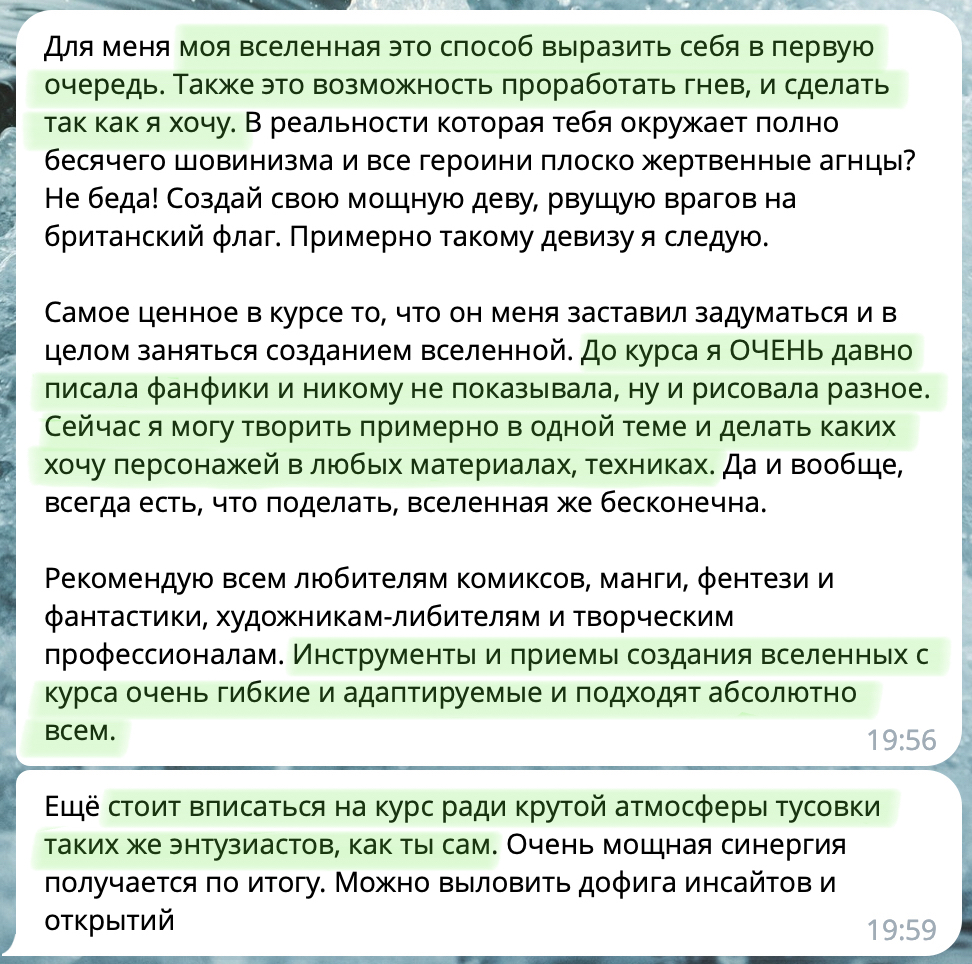 Для меня моя вселенная это способ выразить себя в первую
очередь. Также это возможность проработать гнев, и сделать
так как я хочу. В реальности которая тебя окружает полно
бесячего шовинизма и все героини плоско жертвенные агнцы?
Не беда! Создай свою мощную деву, рвущую врагов на
британский флаг. Примерно такому девизу я следую.
Самое ценное в курсе то, что он меня заставил задуматься и в
целом заняться созданием вселенной. До курса я ОЧЕНЬ давно
писала фанфики и никому не показывала, ну и рисовала разное.
Сейчас я могу творить примерно в одной теме и делать каких
хочу персонажей в любых материалах, техниках. Да и вообще,
всегда есть, что поделать, вселенная же бесконечна.
Рекомендую всем любителям комиксов, манги, фентези и
фантастики, художникам-либителям и творческим
профессионалам. Инструменты и приемы создания вселенных с
курса очень гибкие и адаптируемые и подходят абсолютно
всем.
19:56
Ещё стоит вписаться на курс ради крутой атмосферы тусовки
таких же энтузиастов, как ты сам. Очень мощная синергия
получается по итогу. Можно выловить дофига инсайтов и
открытий
19:59